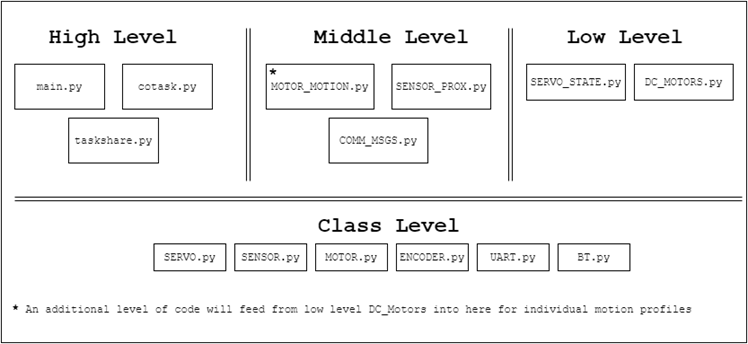 High Level
Middle Level
Low Level
main.py
cotask.py
taskshare.py
*
MOTOR_MOTION.py
SENSOR_PROX.py
COMM_MSGS.py
SERVO_STATE.py
DC_MOTORS.py
Class Level
SERVO.py
SENSOR.py
MOTOR.py
ENCODER.py
UART.py
BT.py
* An additional level of code will feed from low level DC_Motors into here for individual motion profiles